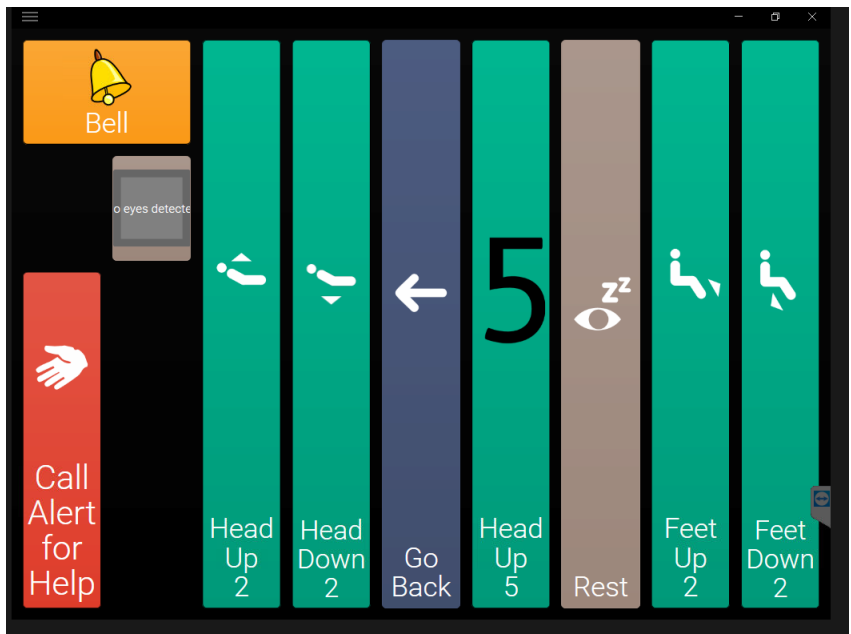 Bell
o eyes detecte
Call
Alert
for
Help
Head
Up
2
Head
Down
2
Go
Back
5
Head
Up
5
zz
Rest
Feet
Up
2
Feet
Down
2